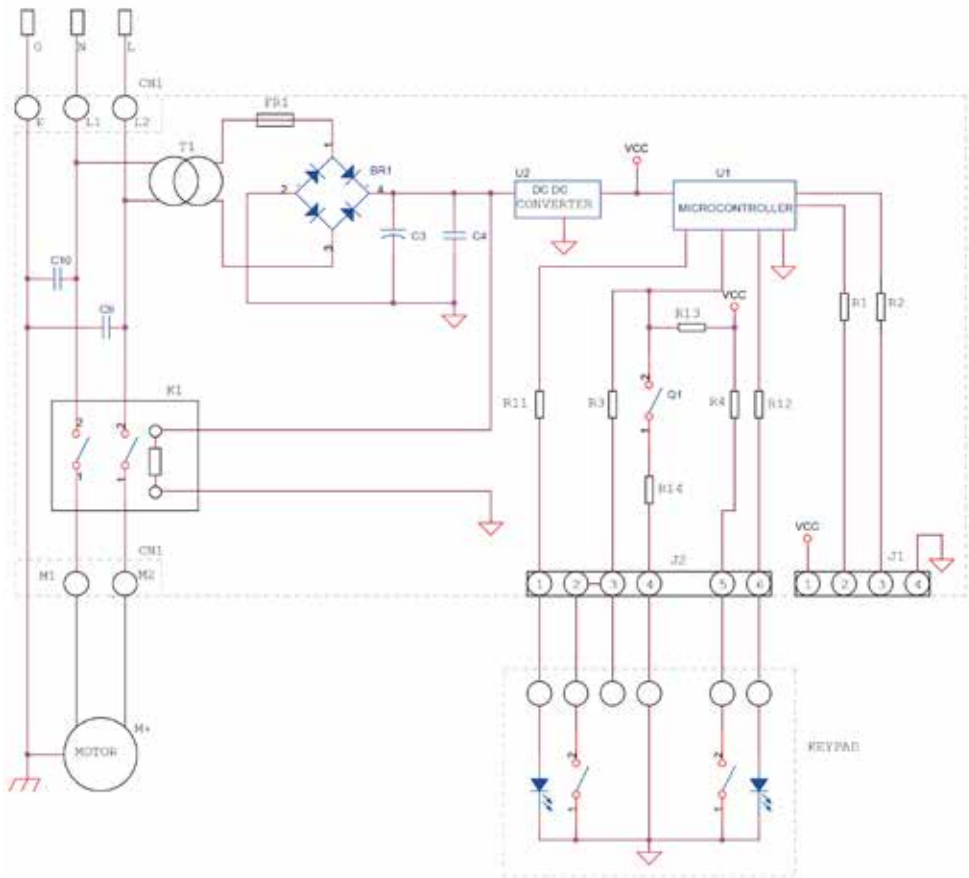 G N L
CN1
E L1 L2
T1
FR1
1
BR1
2 4
3
C3 C4
U2
DC DC
CONVERTER
VCC
U1
MICROCONTROLLER
C10
C9
R1 R2
VCC
R13
K1
2 2
1 1
R11 R3
2
Q1
1
R4 R12
R14
CN1
M1 M2
J2
1 2 3 4 5 6
VCC
J1
1 2 3 4
M+
MOTOR
KEYPAD
2 2
1 1